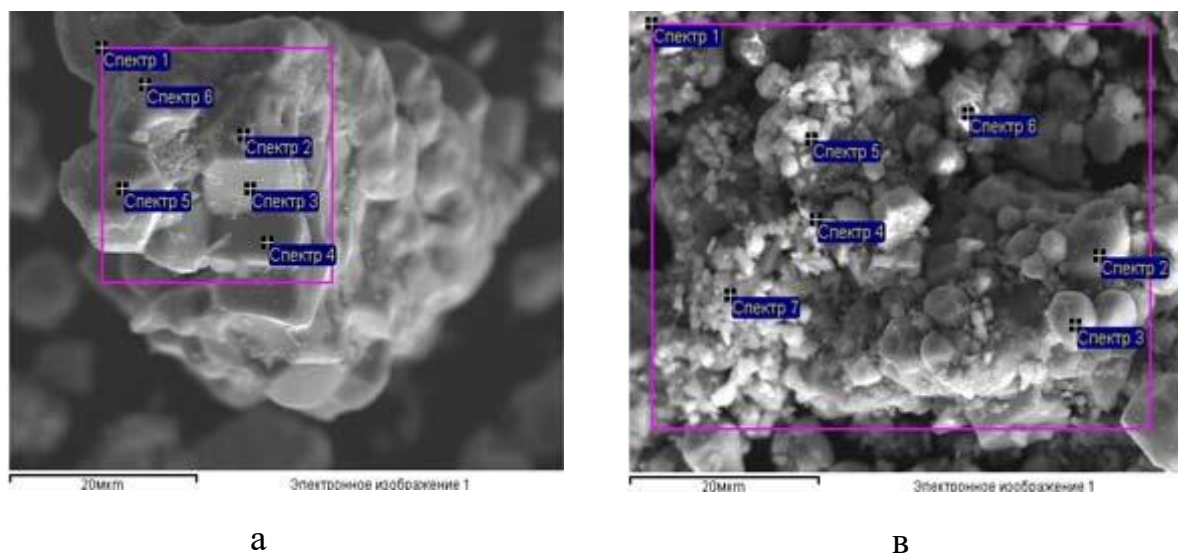 Спектр 1
Спектр 6
Спектр 2
Спектр 5
Спектр 3
Спектр 4
20мкm
Электронное изображение 1
а
Спектр 1
Спектр 6
Спектр 5
Спектр 4
Спектр 2
Спектр 7
Спектр 3
20мкm
Электронное изображение 1
в